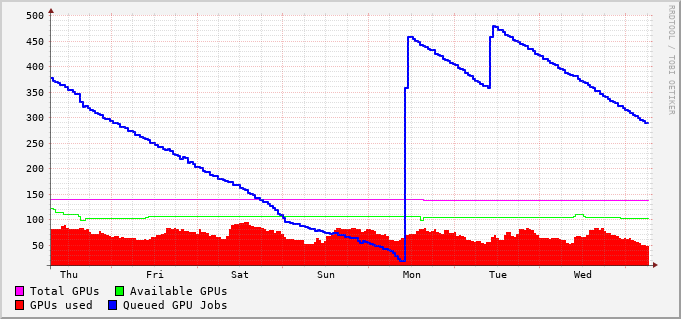 500
450
400
350
300
250
200
150
100
50
Thu Fri Sat Sun Mon Tue Wed
Total GPUs Available GPUs
GPUs used Queued GPU Jobs
RRDTOOL / TOBI OETIKER